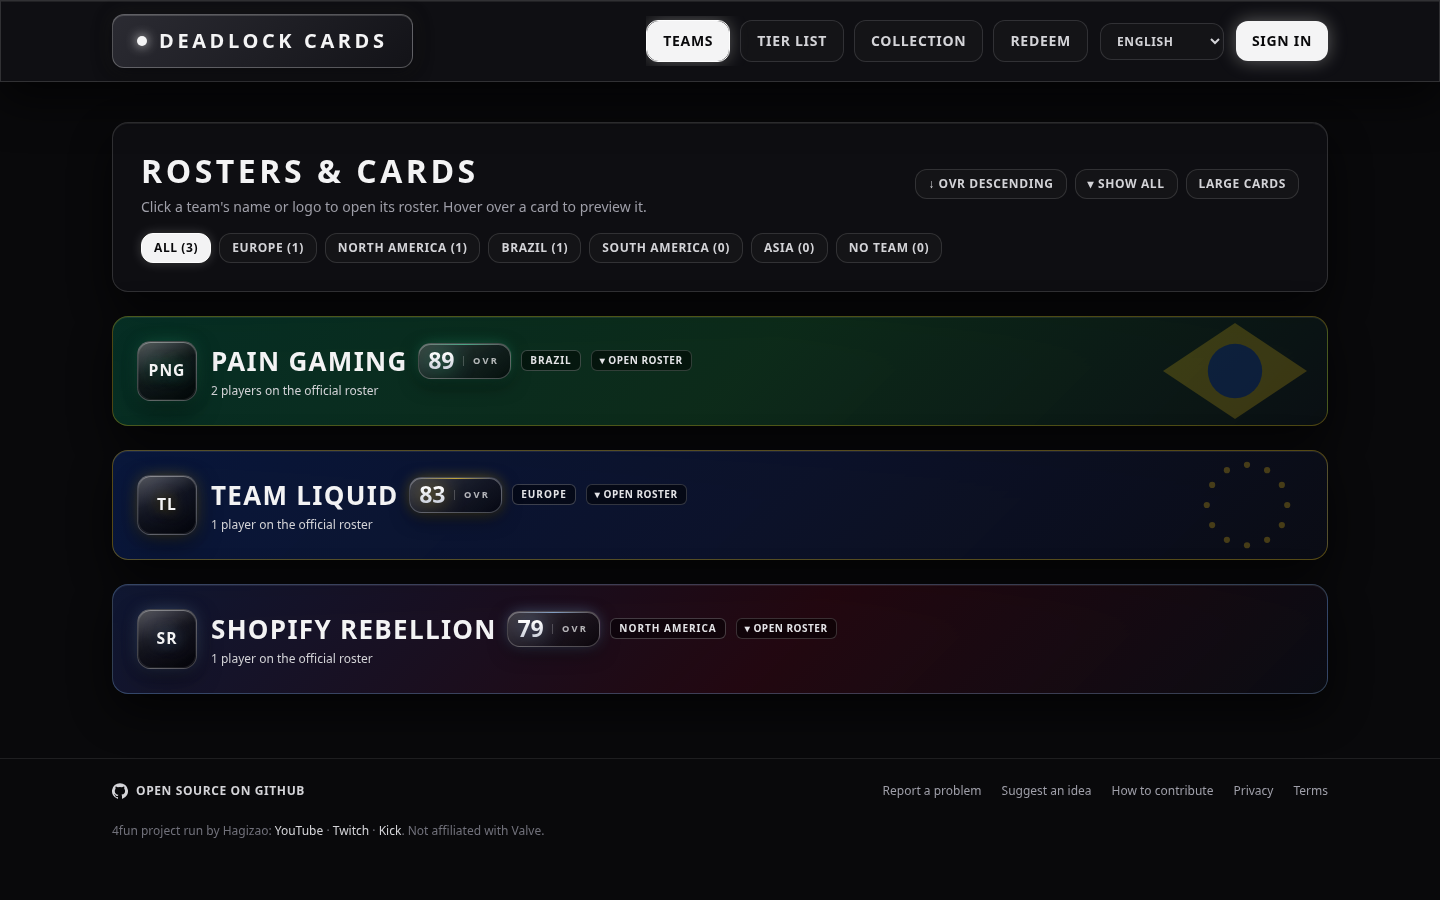 DEADLOCK CARDS
TEAMS
TIER LIST
COLLECTION
REDEEM
ENGLISH
SIGN IN
ROSTERS & CARDS
Click a team's name or logo to open its roster. Hover over a card to preview it.
↓ OVR DESCENDING
▾ SHOW ALL
LARGE CARDS
ALL (3)
EUROPE (1)
NORTH AMERICA (1)
BRAZIL (1)
SOUTH AMERICA (0)
ASIA (0)
NO TEAM (0)
PNG
PAIN GAMING
89 OVR
BRAZIL
▾ OPEN ROSTER
2 players on the official roster
TL
TEAM LIQUID
83 OVR
EUROPE
▾ OPEN ROSTER
1 player on the official roster
SR
SHOPIFY REBELLION
79 OVR
NORTH AMERICA
▾ OPEN ROSTER
1 player on the official roster
OPEN SOURCE ON GITHUB
Report a problem
Suggest an idea
How to contribute
Privacy
Terms
4fun project run by Hagizao: YouTube · Twitch · Kick. Not affiliated with Valve.